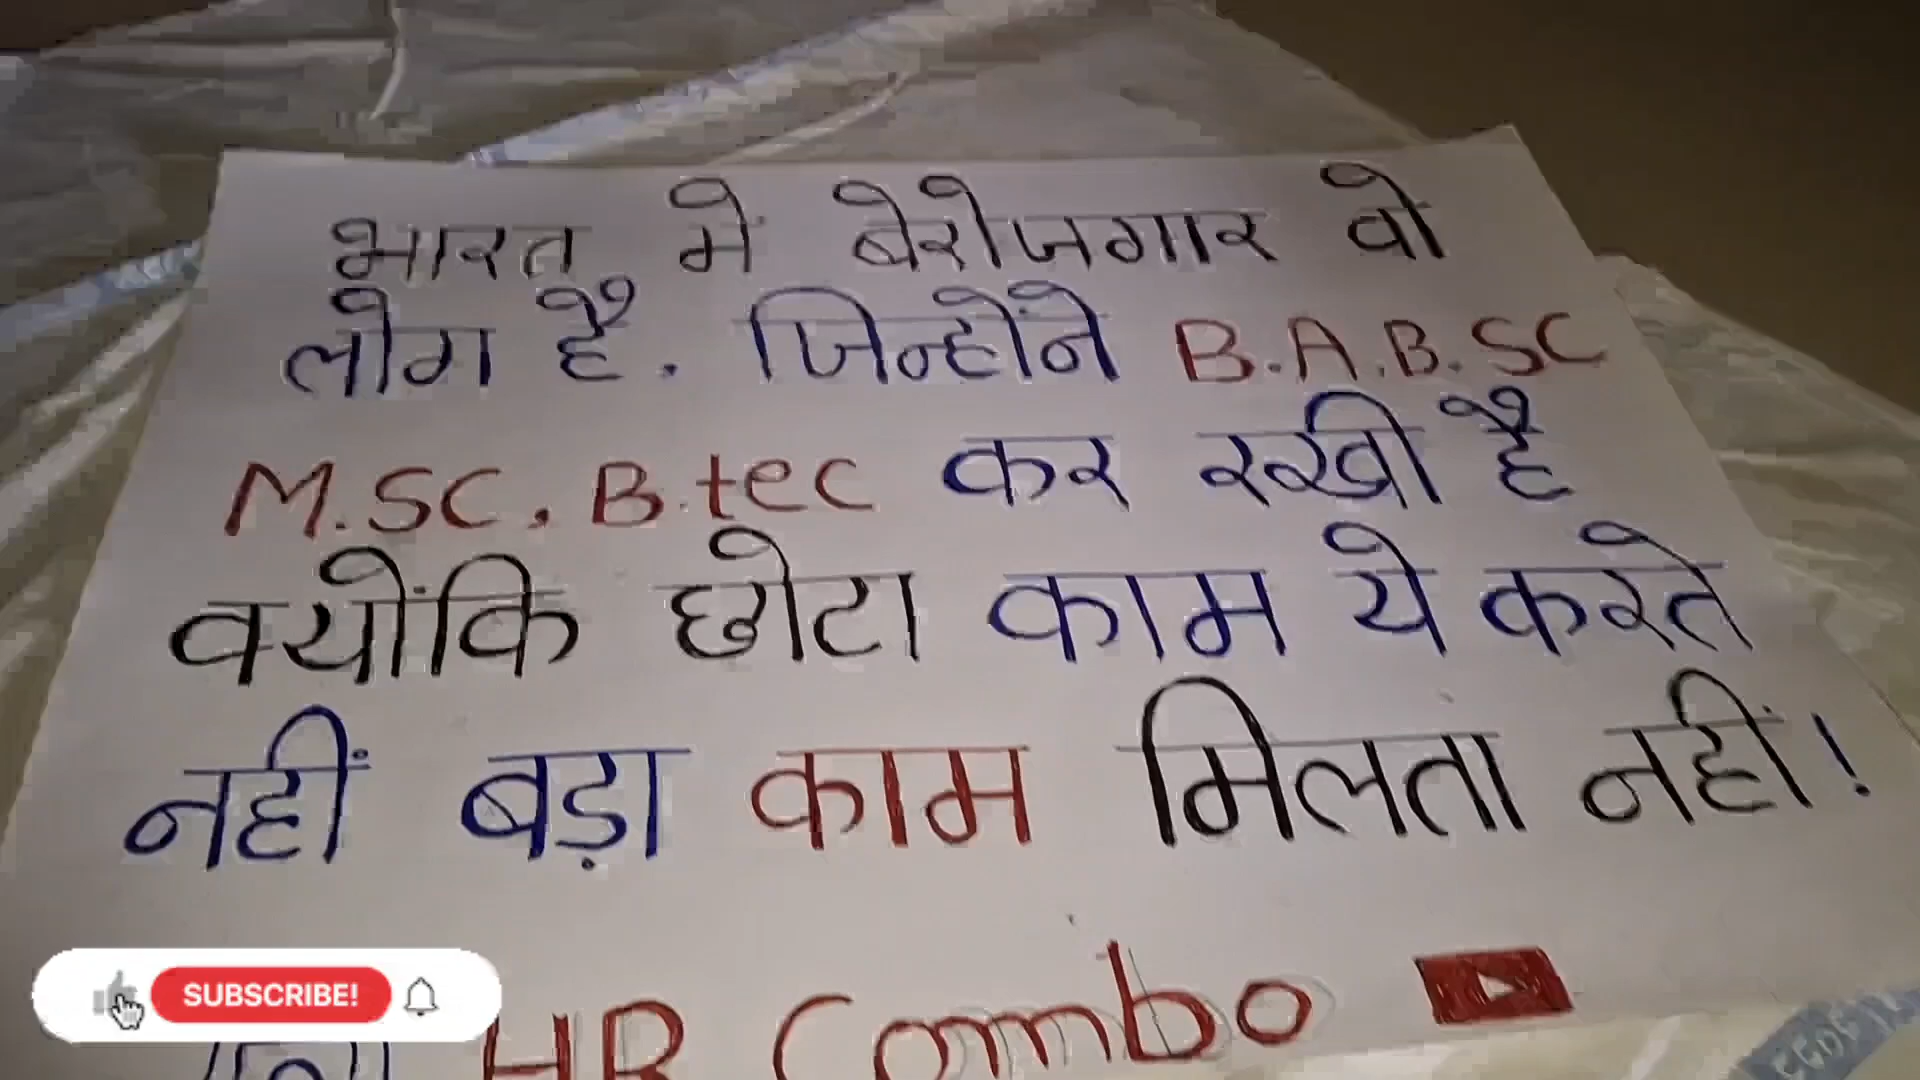 भारत में बेरोजगार वो
लोग हैं. जिन्होंने B.A.B.SC
M.SC, B.tec कर रखी है
क्योंकि छोटा काम ये करते
नहीं बड़ा काम मिलता नहीं!
SUBSCRIBE!
HR Combo